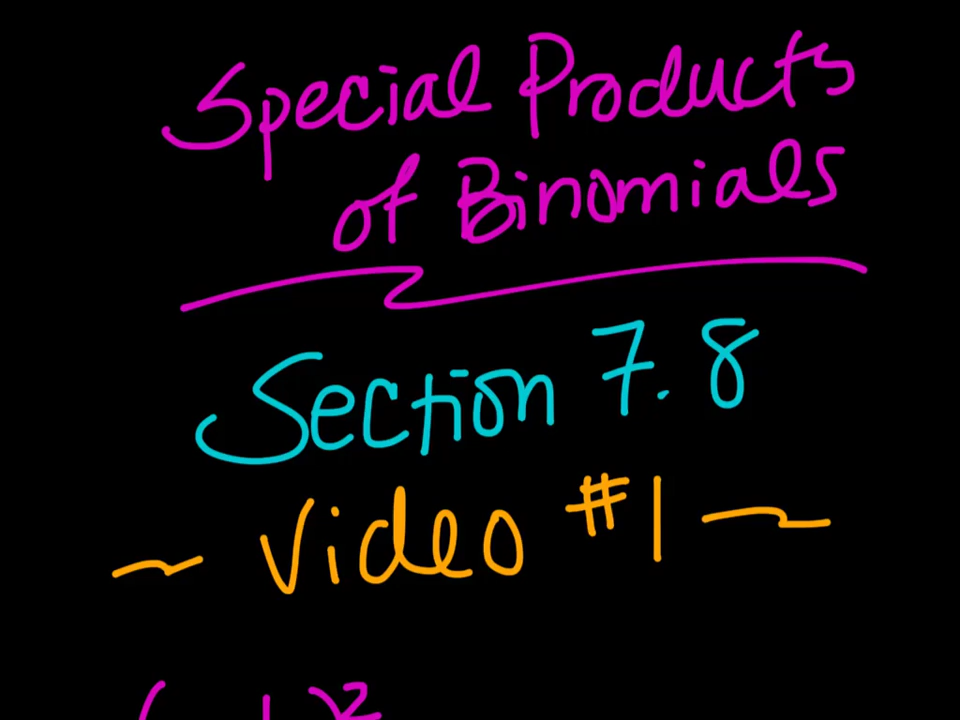 Special Products
of Binomials
Section 7.8
~ Video #1 ~